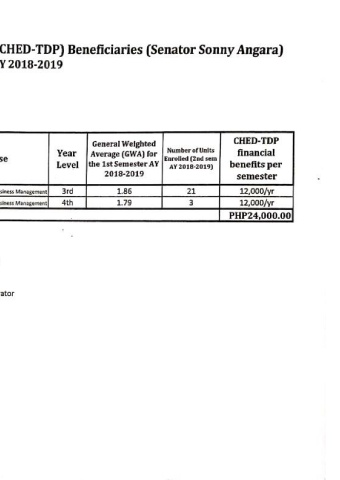 (CHED-TDP) Beneficiaries (Senator Sonny Angara)
Y 2018-2019
se
Year Level
General Weighted Average (GWA) for the 1st Semester AY 2018-2019
Number of Units Enrolled (2nd sem AY 2018-2019)
CHED-TDP financial benefits per semester
siness Management 3rd 1.86 21 12,000/yr
siness Management 4th 1.79 3 12,000/yr
PHP24,000.00
rator